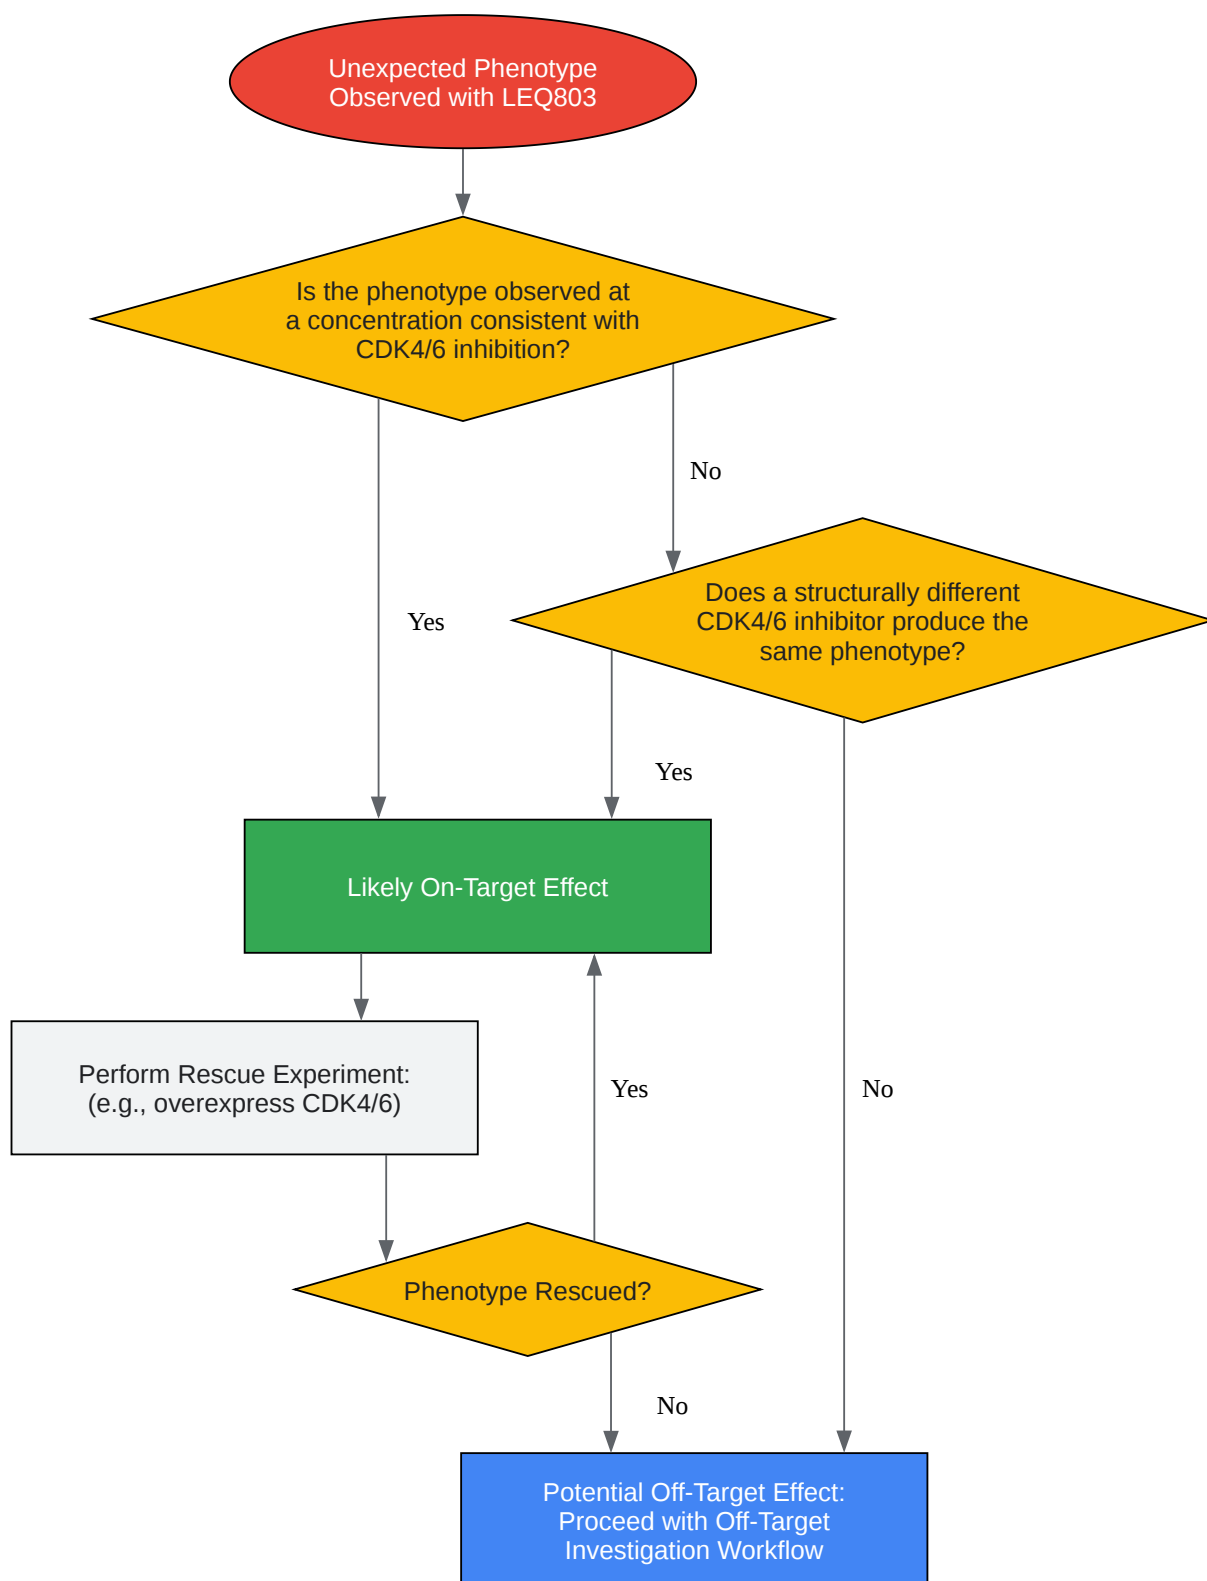 Unexpected Phenotype
Observed with LEQ803
Is the phenotype observed at
a concentration consistent with
CDK4/6 inhibition?
No
Does a structurally different
CDK4/6 inhibitor produce the
same phenotype?
Yes
Yes
Likely On-Target Effect
Perform Rescue Experiment:
(e.g., overexpress CDK4/6)
Yes
No
Phenotype Rescued?
No
Potential Off-Target Effect:
Proceed with Off-Target
Investigation Workflow